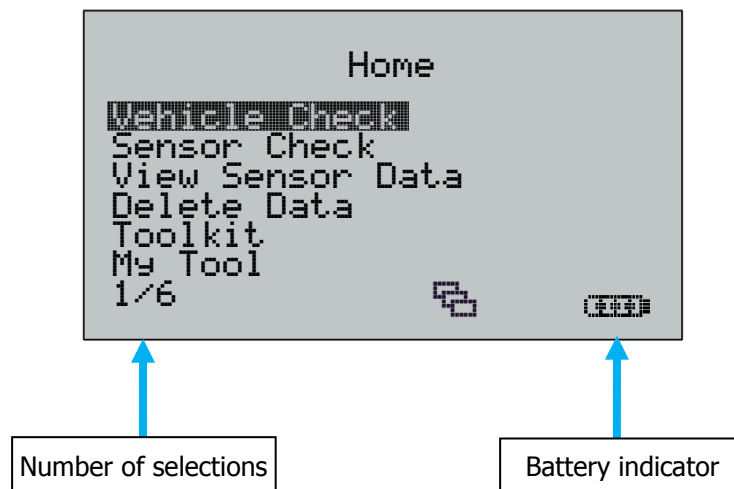 Home
Vehicle Check
Sensor Check
View Sensor Data
Delete Data
Toolkit
My Tool
1/6
Number of selections
Battery indicator